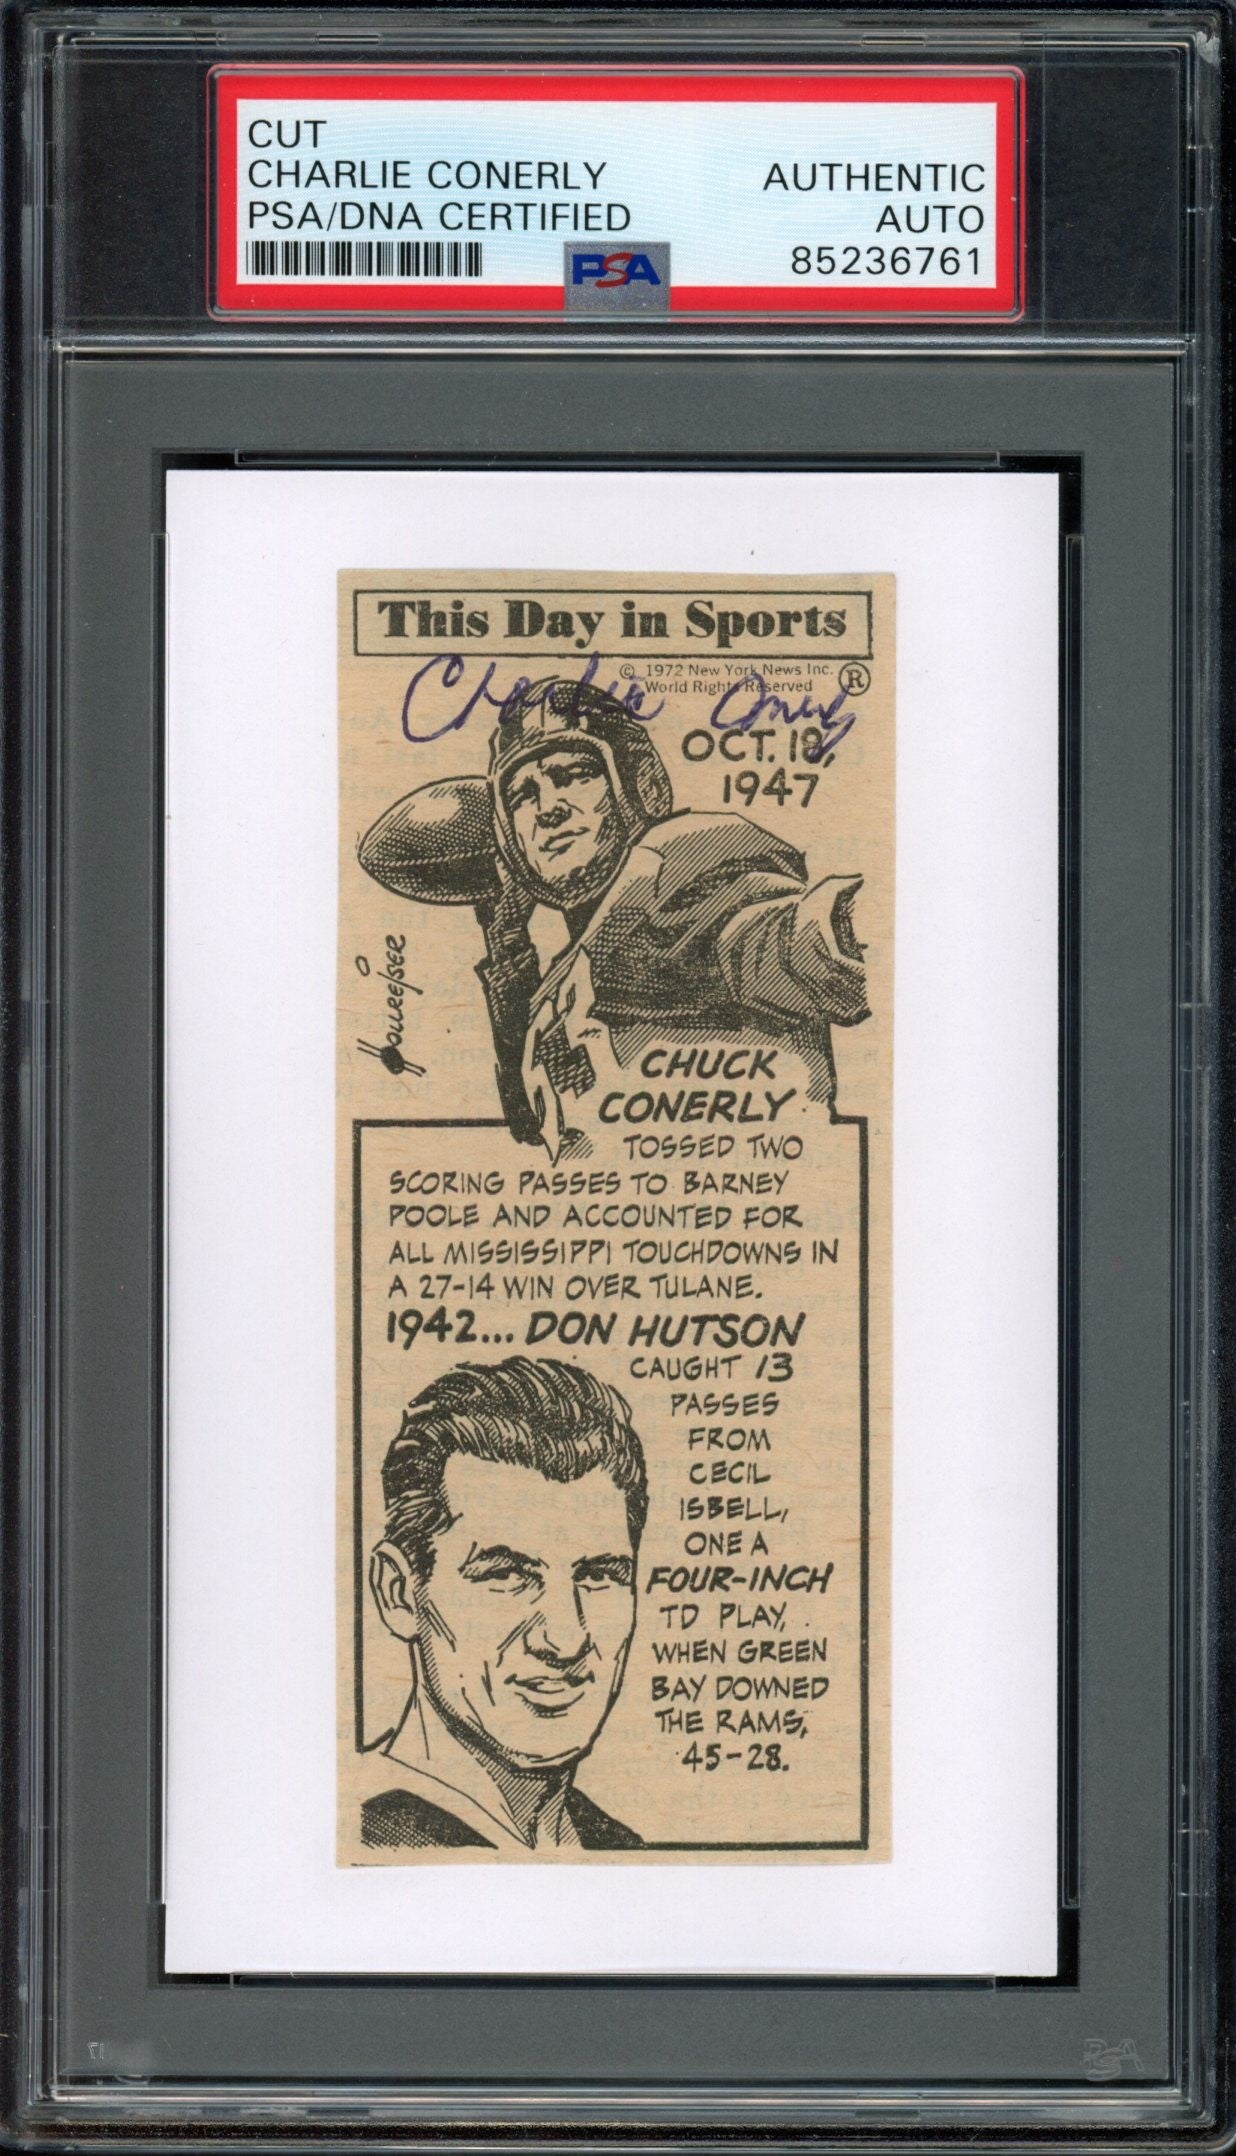 CUT
CHARLIE CONERLY
PSA/DNA CERTIFIED
AUTHENTIC
AUTO
85236761
PSA
This Day in Sports
© 1972 New York News Inc.
World Rights Reserved
®
Charlie Conerly
OCT. 18,
1947
Houreiser
CHUCK
CONERLY
TOSSED TWO
SCORING PASSES TO BARNEY
POOLE AND ACCOUNTED FOR
ALL MISSISSIPPI TOUCHDOWNS IN
A 27-14 WIN OVER TULANE.
1942... DON HUTSON
CAUGHT 13
PASSES
FROM
CECIL
ISBELL,
ONE A
FOUR-INCH
TD PLAY,
WHEN GREEN
BAY DOWNED
THE RAMS,
45-28.
PSA